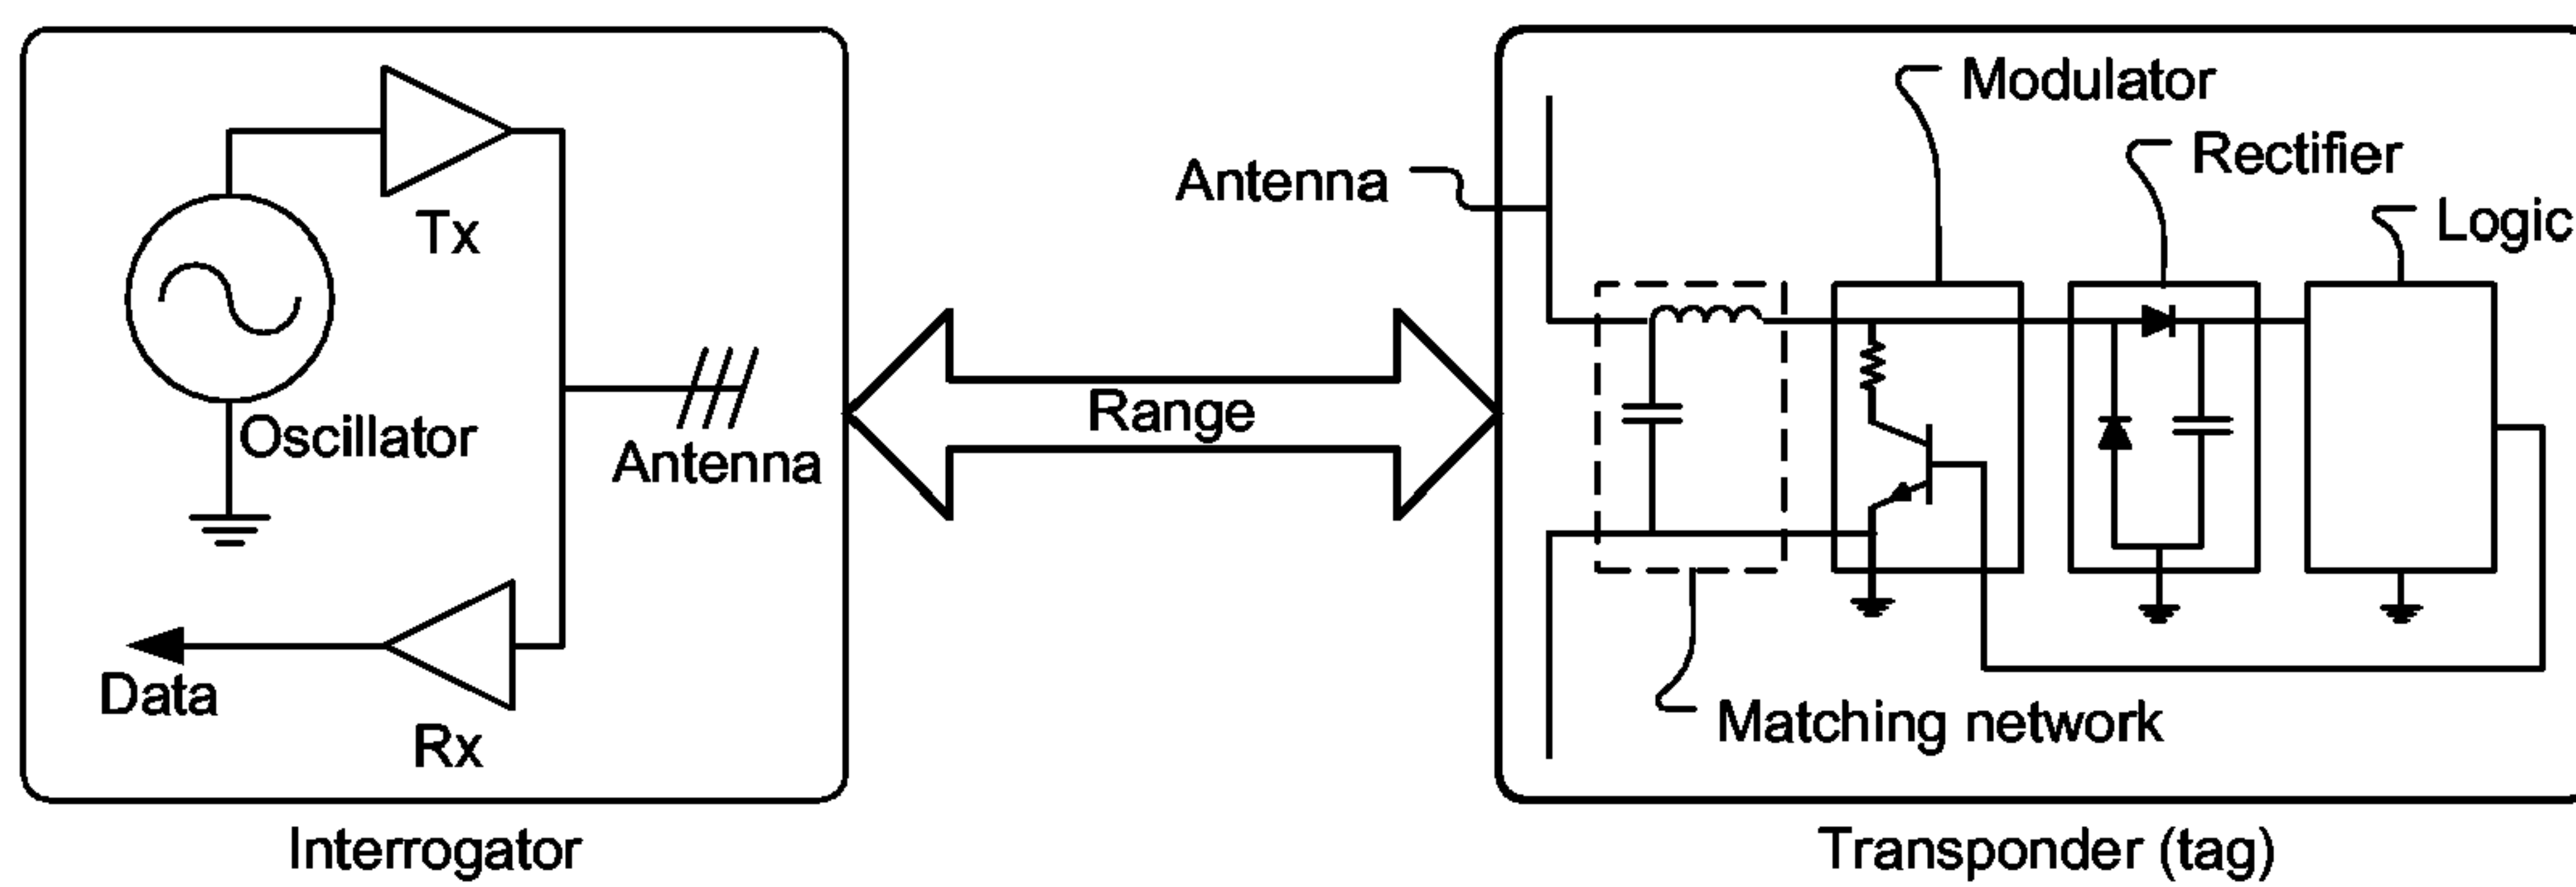 Tx
Oscillator
Antenna
Data
Rx
Interrogator
Range
Antenna
Modulator
Rectifier
Logic
Matching network
Transponder (tag)